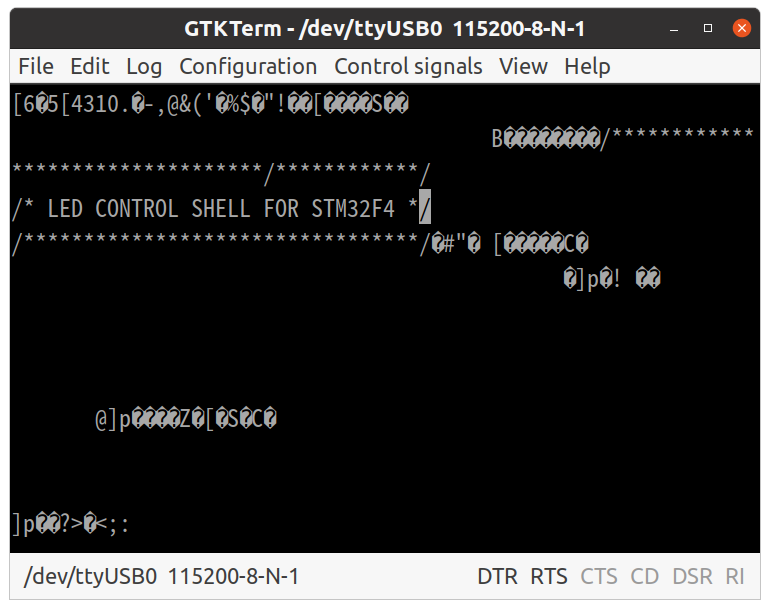 GTKTerm - /dev/ttyUSB0 115200-8-N-1
File Edit Log Configuration Control signals View Help
[6�5[4310.�-,@&('�%$�"!��[����S��
B��������/************
*********************/************/
/* LED CONTROL SHELL FOR STM32F4 */
/*********************************/�#"� [�����C�
�]p�! ��
@]p����Z�[�S�C�
]p��?>�<;:
/dev/ttyUSB0 115200-8-N-1 DTR RTS CTS CD DSR RI